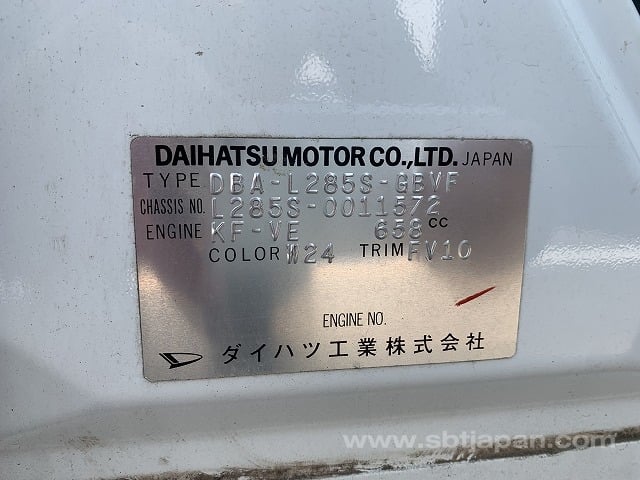 DAIHATSU MOTOR CO.,LTD. JAPAN
TYPE DBA-L285S-GBVF
CHASSIS NO. L285S-0011572
ENGINE KF-VE 658 CC
COLOR W24 TRIM FV10
ENGINE NO.
ダイハツ工業株式会社
www.sbtjapan.com